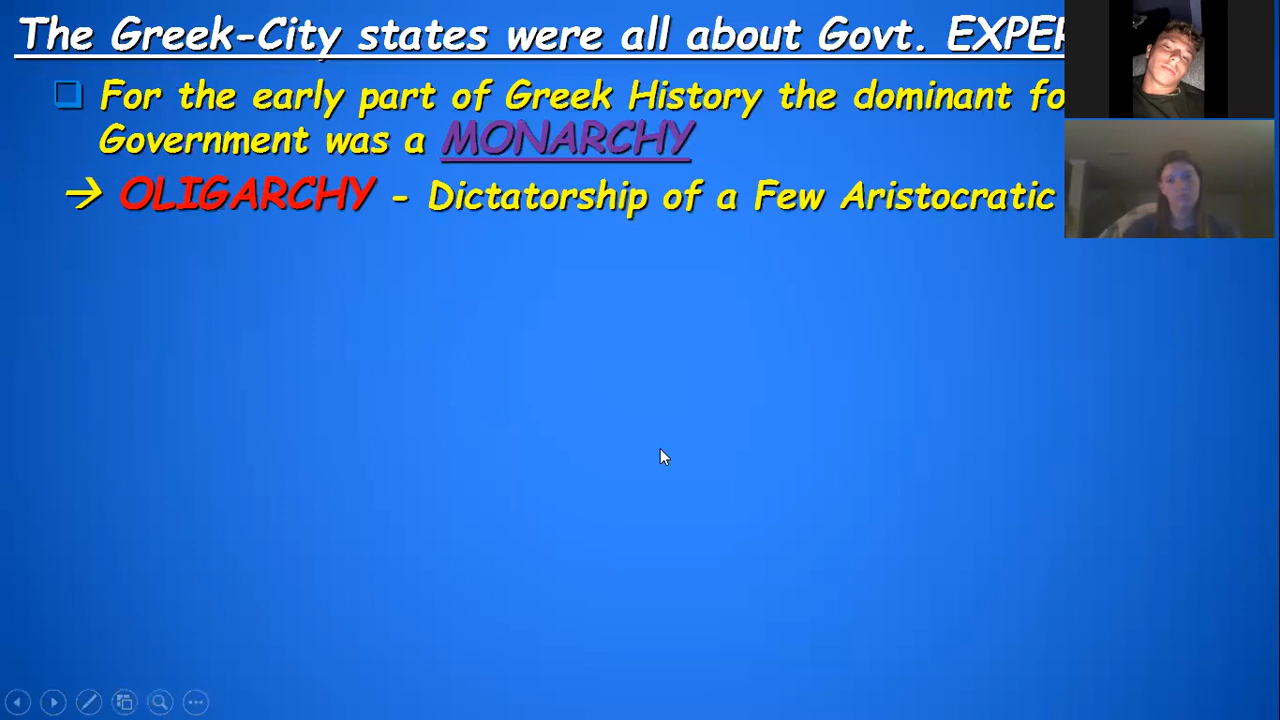 The Greek-City states were all about Govt. EXPER
For the early part of Greek History the dominant fo
Government was a MONARCHY
→ OLIGARCHY - Dictatorship of a Few Aristocratic